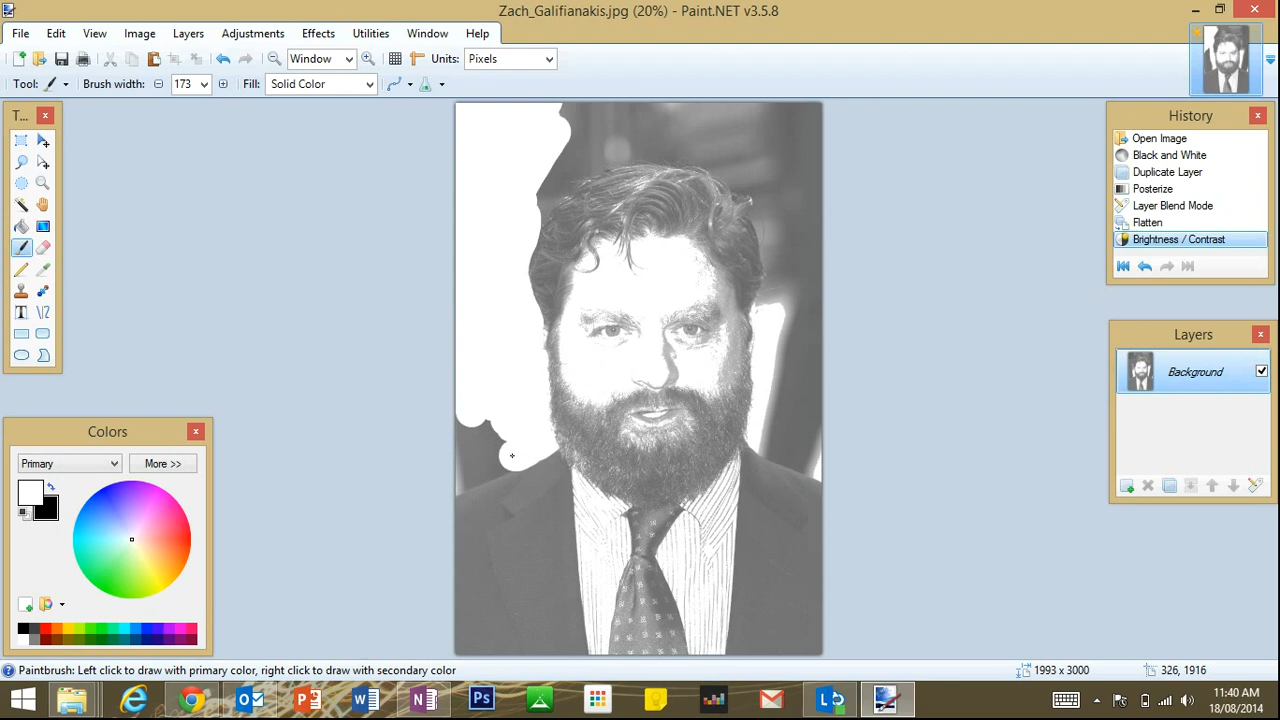 Zach_Galifianakis.jpg (20%) - Paint.NET v3.5.8
File Edit View Image Layers Adjustments Effects Utilities Window Help
Window Units: Pixels
Tool: Brush width: 173 Fill: Solid Color
T...
History
Open Image
Black and White
Duplicate Layer
Posterize
Layer Blend Mode
Flatten
Brightness / Contrast
Layers
Background
Colors
Primary More >>
Paintbrush: Left click to draw with primary color, right click to draw with secondary color
1993 x 3000
326, 1916
11:40 AM
18/08/2014